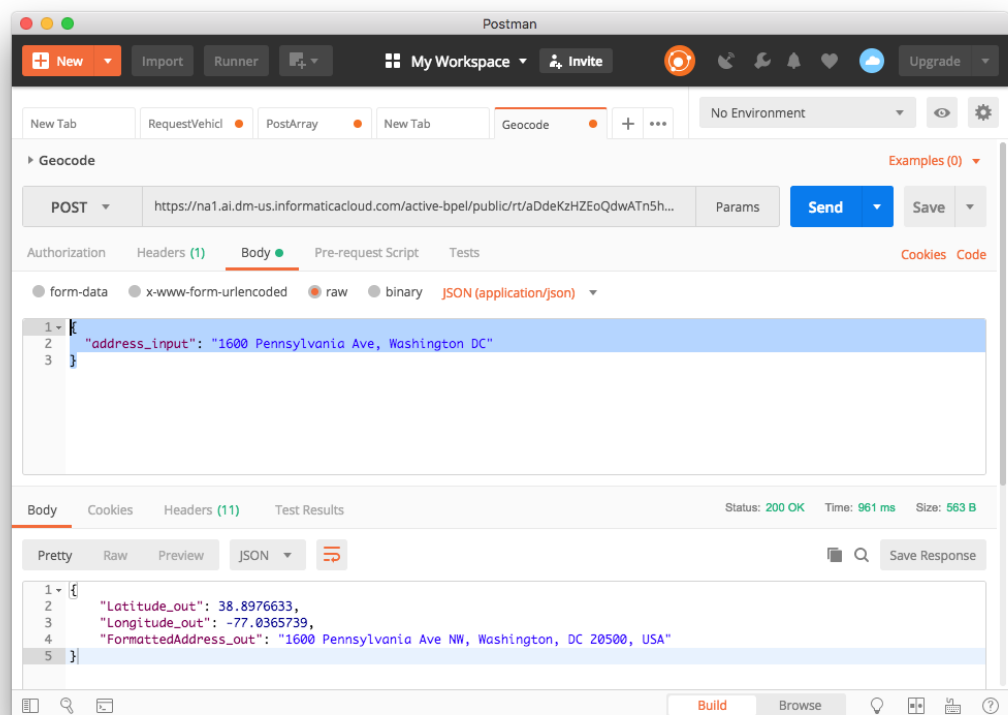 Postman
New Import Runner My Workspace Invite Upgrade
New Tab RequestVehicl PostArray New Tab Geocode + ••• No Environment
Geocode Examples (0)
POST https://na1.ai.dm-us.informaticacloud.com/active-bpel/public/rt/aDdeKzHZEoQdwATn5h... Params Send Save
Authorization Headers (1) Body Pre-request Script Tests Cookies Code
form-data x-www-form-urlencoded raw binary JSON (application/json)
1 {
2 "address_input": "1600 Pennsylvania Ave, Washington DC"
3 }
Body Cookies Headers (11) Test Results Status: 200 OK Time: 961 ms Size: 563 B
Pretty Raw Preview JSON Save Response
1 {
2 "Latitude_out": 38.8976633,
3 "Longitude_out": -77.0365739,
4 "FormattedAddress_out": "1600 Pennsylvania Ave NW, Washington, DC 20500, USA"
5 }
Build Browse